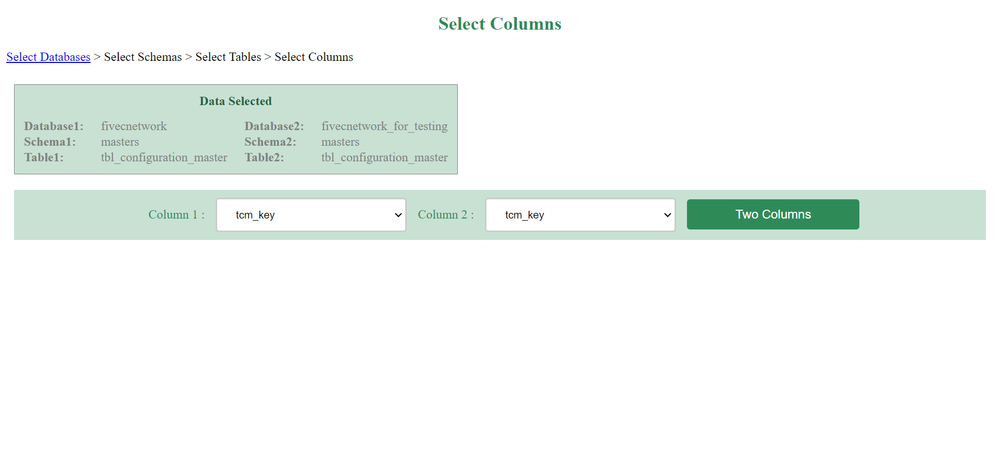 Select Columns
Select Databases > Select Schemas > Select Tables > Select Columns
Data Selected
Database1: fivecnetwork Database2: fivecnetwork_for_testing
Schema1: masters Schema2: masters
Table1: tbl_configuration_master Table2: tbl_configuration_master
Column 1 : tcm_key Column 2 : tcm_key Two Columns